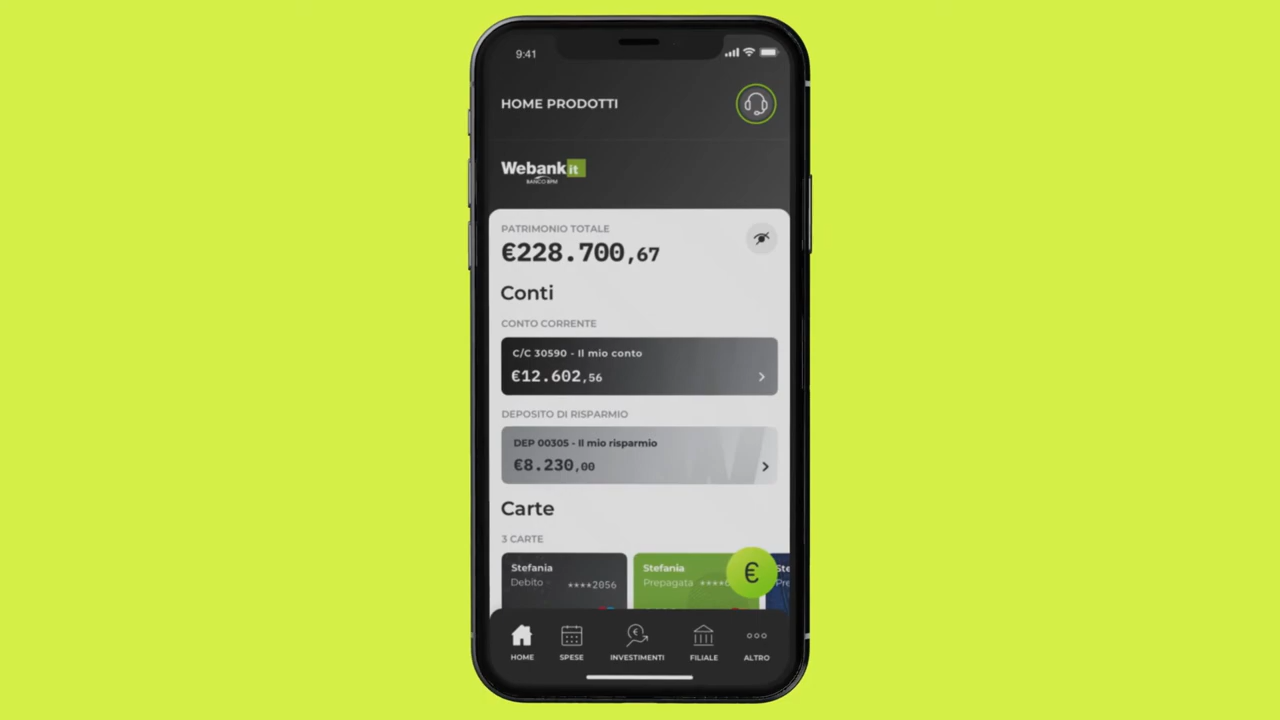 9:41
HOME PRODOTTI
Webank it
BANCO BPM
PATRIMONIO TOTALE
€228.700,67
Conti
CONTO CORRENTE
C/C 30590 - Il mio conto
€12.602,56
DEPOSITO DI RISPARMIO
DEP 00305 - Il mio risparmio
€8.230,00
Carte
3 CARTE
Stefania
Debito ****2056
Stefania
Prepagata ****
Ste
Pre
€
HOME SPESE INVESTIMENTI FILIALE ALTRO